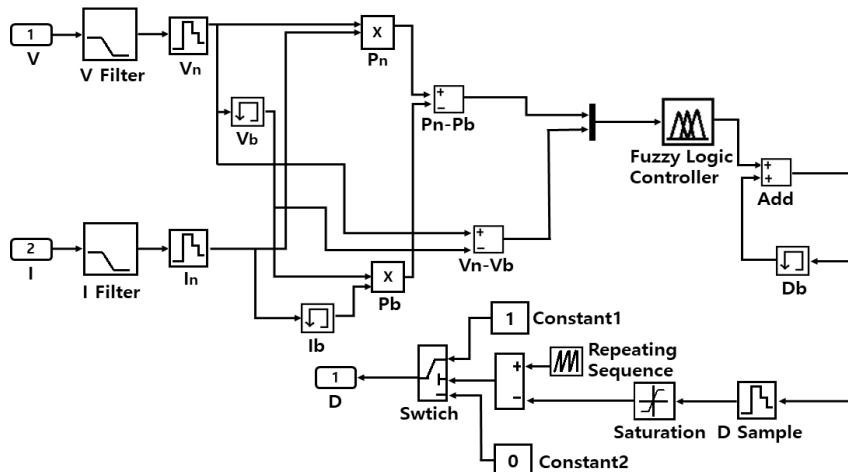 1
V
V Filter
Vn
X
Pn
+
−
Pn-Pb
Vb
Fuzzy Logic
Controller
+
+
Add
2
I
I Filter
In
+
−
Vn-Vb
X
Pb
Ib
Db
1
Constant1
Repeating
Sequence
1
D
Swtich
+
−
Saturation
D Sample
0
Constant2